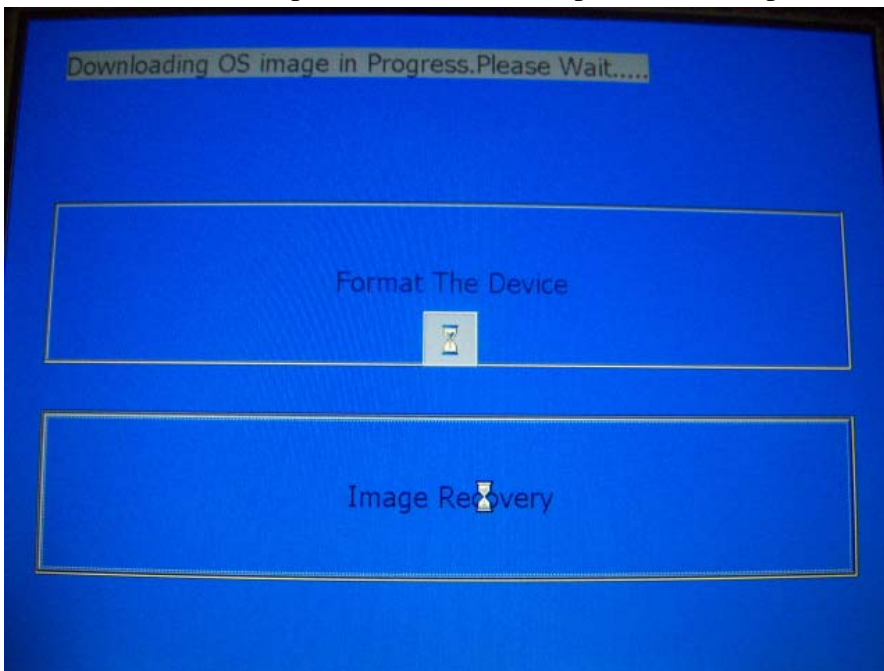 Downloading OS image in Progress.Please Wait.....
Format The Device
Image Recovery